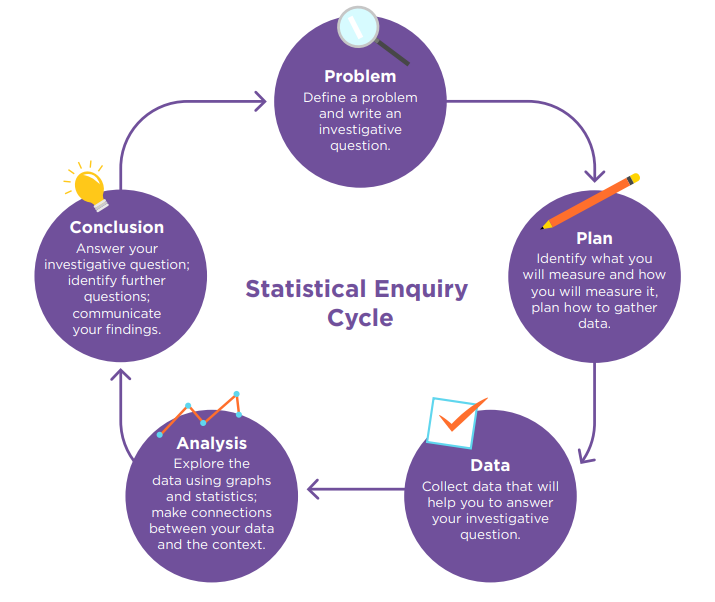 Problem
Define a problem
and write an
investigative
question.
Plan
Identify what you
will measure and how
you will measure it,
plan how to gather
data.
Data
Collect data that will
help you to answer
your investigative
question.
Analysis
Explore the
data using graphs
and statistics;
make connections
between your data
and the context.
Conclusion
Answer your
investigative question;
identify further
questions;
communicate
your findings.
Statistical Enquiry
Cycle